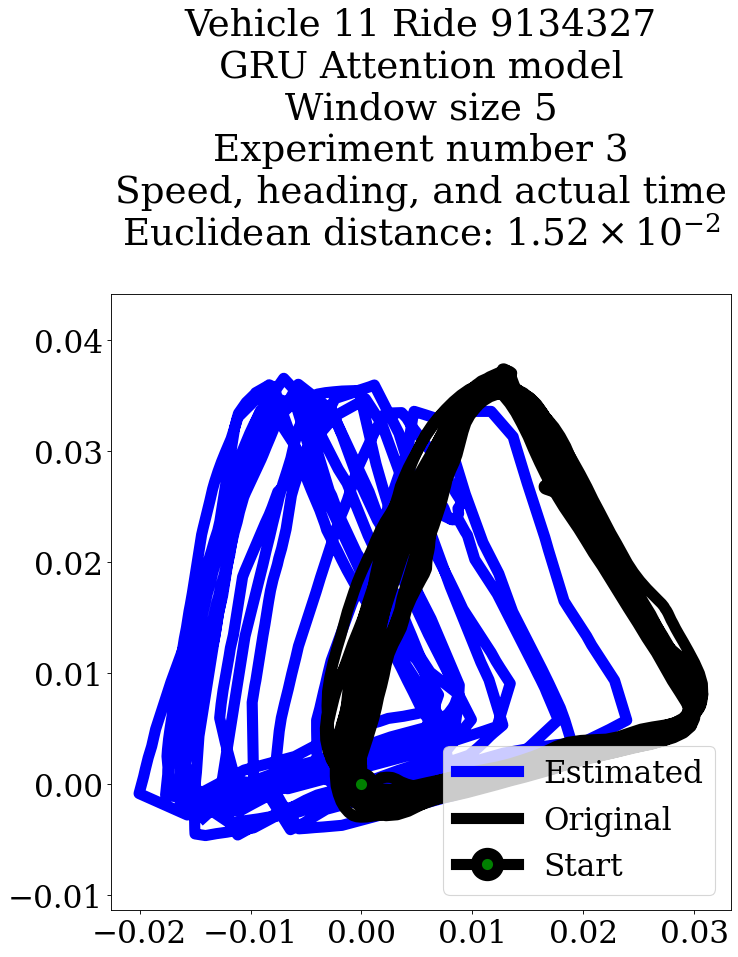 Vehicle 11 Ride 9134327
GRU Attention model
Window size 5
Experiment number 3
Speed, heading, and actual time
Euclidean distance: 1.52 × 10⁻²
0.04
0.03
0.02
0.01
0.00
−0.01
Estimated
Original
Start
−0.02 −0.01 0.00 0.01 0.02 0.03